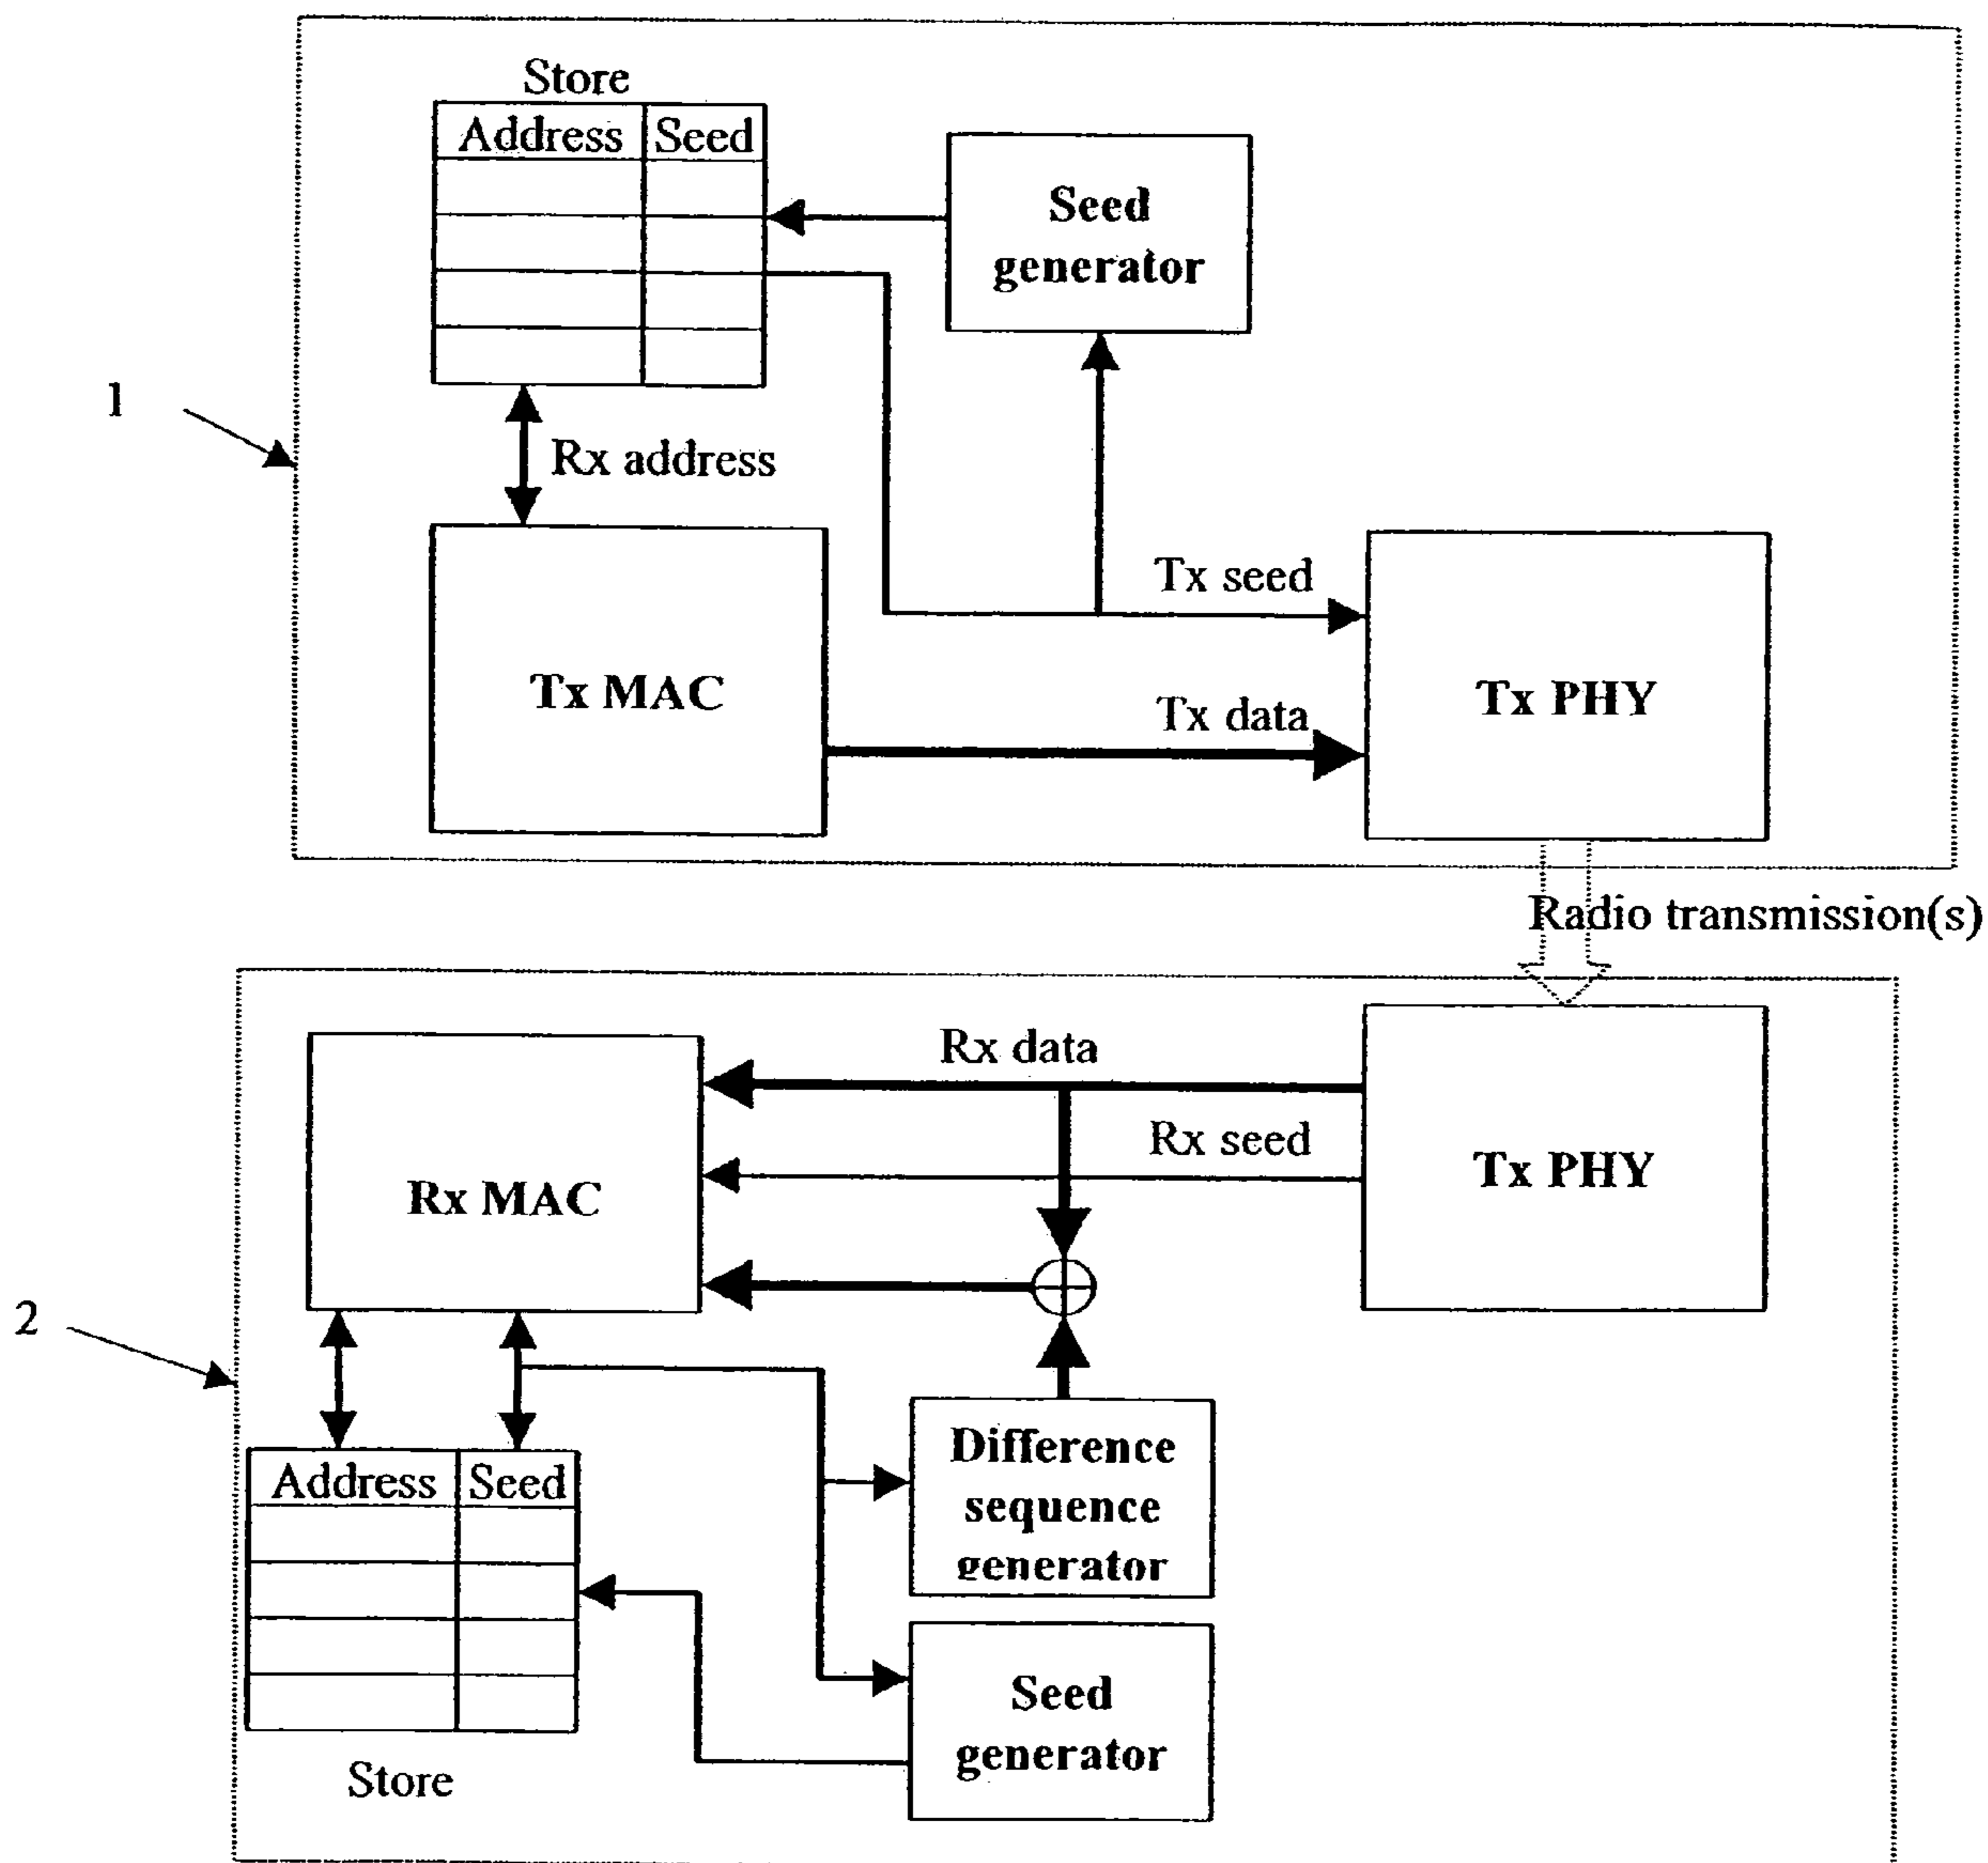 Store
Address Seed
Seed
generator
1
Rx address
Tx seed
Tx MAC
Tx PHY
Tx data
Radio transmission(s)
Rx data
Rx seed
Rx MAC
Tx PHY
2
Address Seed
Difference
sequence
generator
Seed
generator
Store